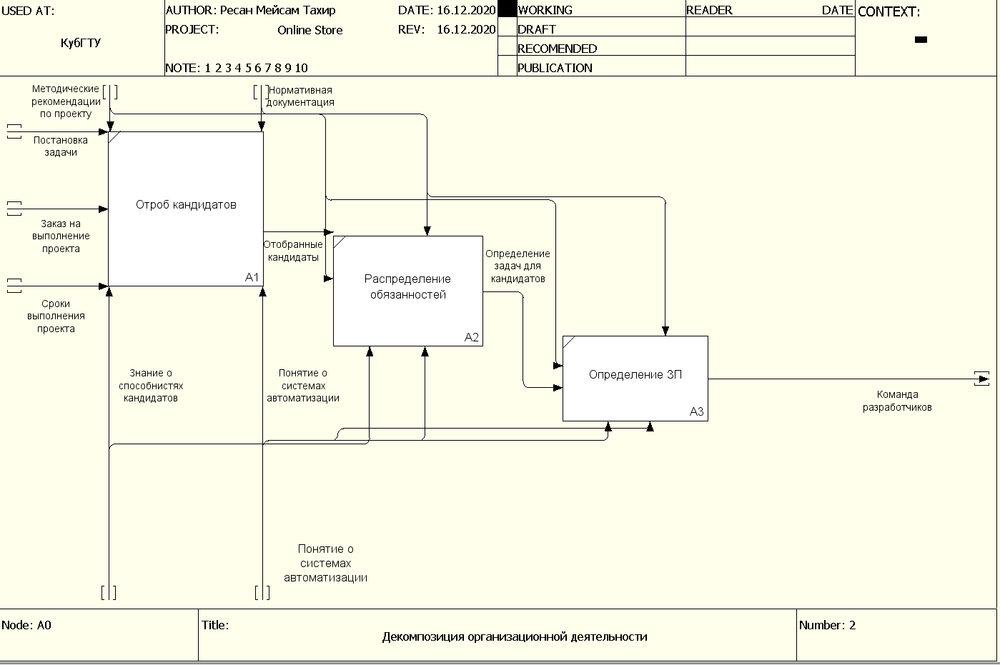 USED AT:
КубГТУ
AUTHOR: Ресан Мейсам Тахир
DATE: 16.12.2020
PROJECT: Online Store
REV: 16.12.2020
NOTE: 1 2 3 4 5 6 7 8 9 10
WORKING
DRAFT
RECOMENDED
PUBLICATION
READER
DATE
CONTEXT:
Методические
рекомендации
по проекту
Нормативная
документация
Постановка
задачи
Заказ на
выполнение
проекта
Сроки
выполнения
проекта
Отроб кандидатов
A1
Отобранные
кандидаты
Распределение
обязанностей
A2
Определение
задач для
кандидатов
Определение ЗП
A3
Команда
разработчиков
Знание о
способнистях
кандидатов
Понятие о
системах
автоматизации
Понятие о
системах
автоматизации
Node: A0
Title:
Декомпозиция организационной деятельности
Number: 2